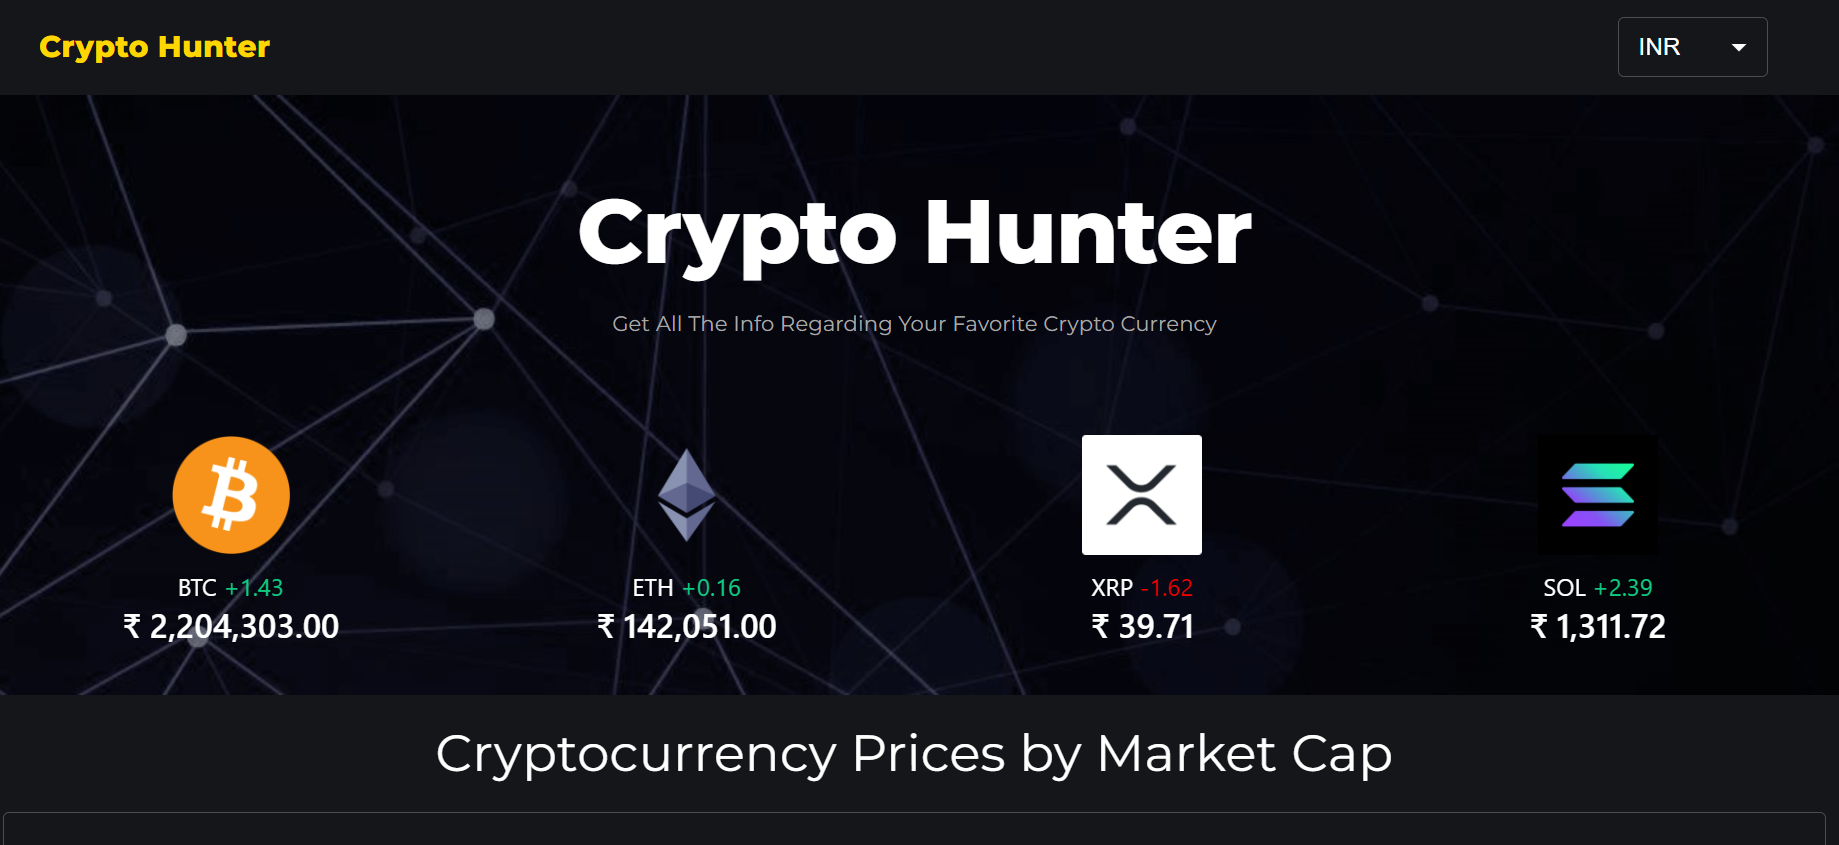 Crypto Hunter
INR
Crypto Hunter
Get All The Info Regarding Your Favorite Crypto Currency
BTC +1.43
₹ 2,204,303.00
ETH +0.16
₹ 142,051.00
XRP -1.62
₹ 39.71
SOL +2.39
₹ 1,311.72
Cryptocurrency Prices by Market Cap